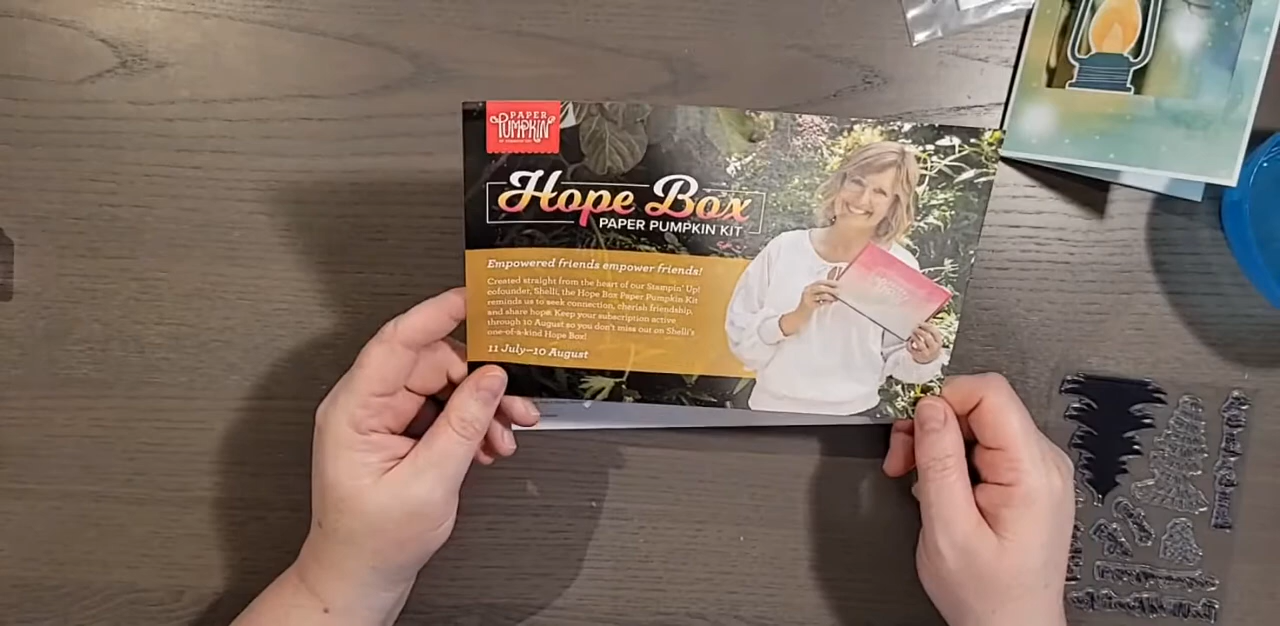 PAPER
PUMPKIN
Hope Box
PAPER PUMPKIN KIT
Empowered friends empower friends!
Created straight from the heart of our Stampin' Up!
cofounder, Shelli, the Hope Box Paper Pumpkin Kit
reminds us to seek connection, cherish friendship,
and share hope. Keep your subscription active
through 10 August so you don't miss out on Shelli's
one-of-a-kind Hope Box!
11 July–10 August